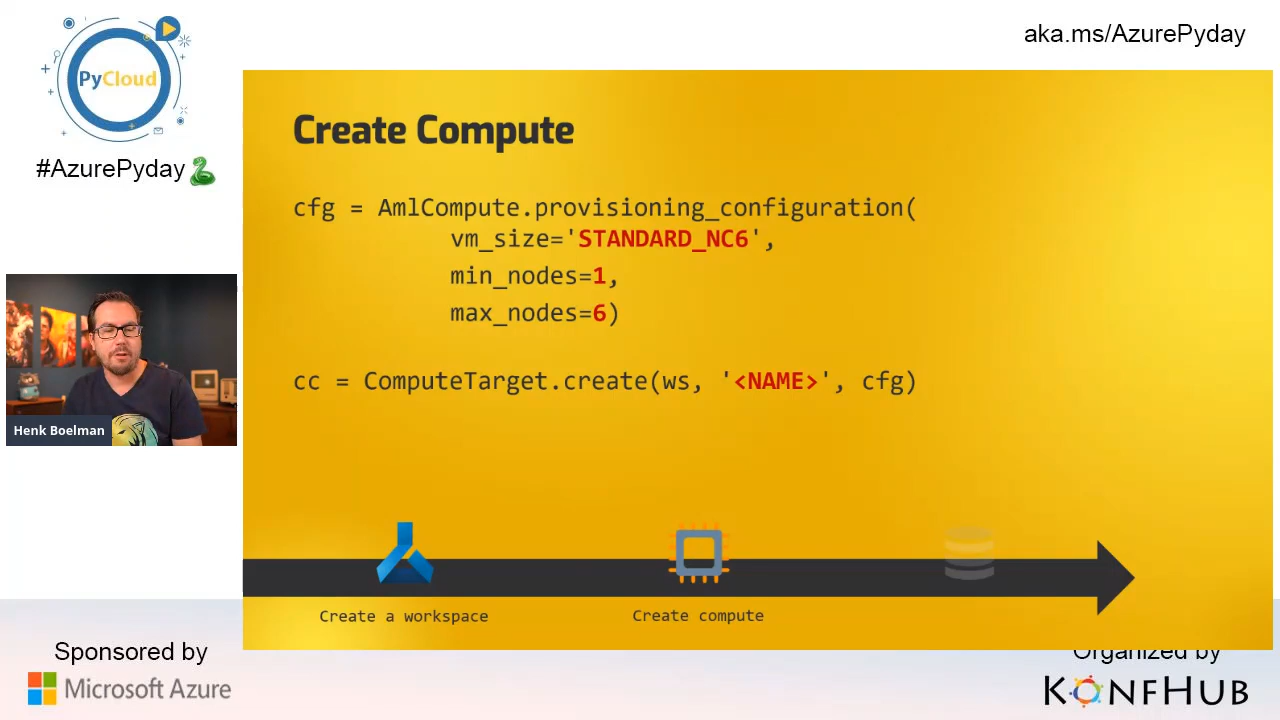 PyCloud
#AzurePyday
aka.ms/AzurePyday
Create Compute
cfg = AmlCompute.provisioning_configuration(
vm_size='STANDARD_NC6',
min_nodes=1,
max_nodes=6)
cc = ComputeTarget.create(ws, '<NAME>', cfg)
Henk Boelman
Create a workspace
Create compute
Sponsored by
Microsoft Azure
Organized by
KONFHUB